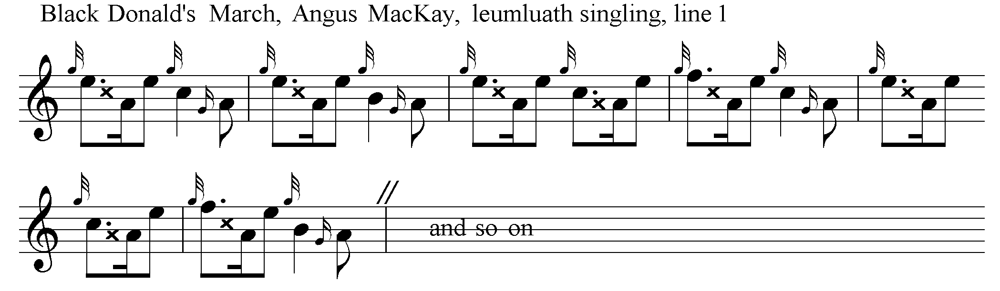 Black Donald's March, Angus MacKay, leumluath singling, line 1
and so on